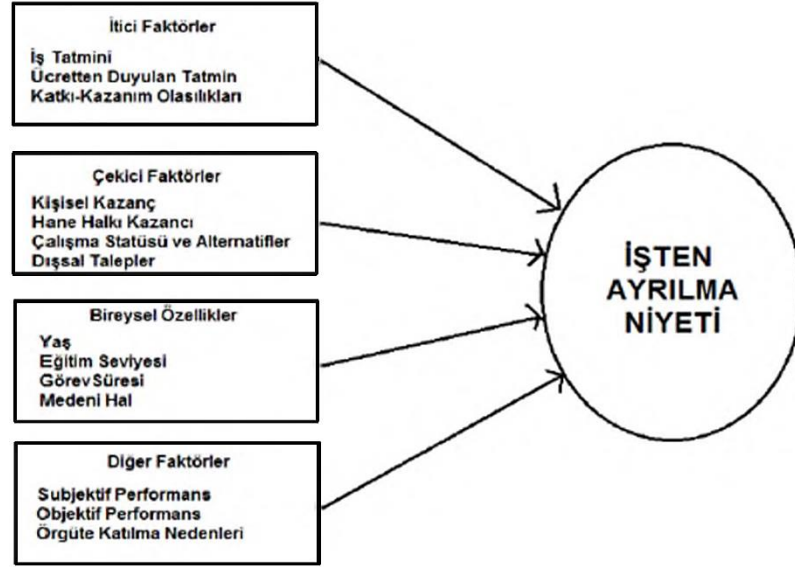 İtici Faktörler
İş Tatmini
Ücretten Duyulan Tatmin
Katkı-Kazanım Olasılıkları
Çekici Faktörler
Kişisel Kazanç
Hane Halkı Kazancı
Çalışma Statüsü ve Alternatifler
Dışsal Talepler
Bireysel Özellikler
Yaş
Eğitim Seviyesi
Görev Süresi
Medeni Hal
Diğer Faktörler
Subjektif Performans
Objektif Performans
Örgüte Katılma Nedenleri
İŞTEN
AYRILMA
NİYETİ